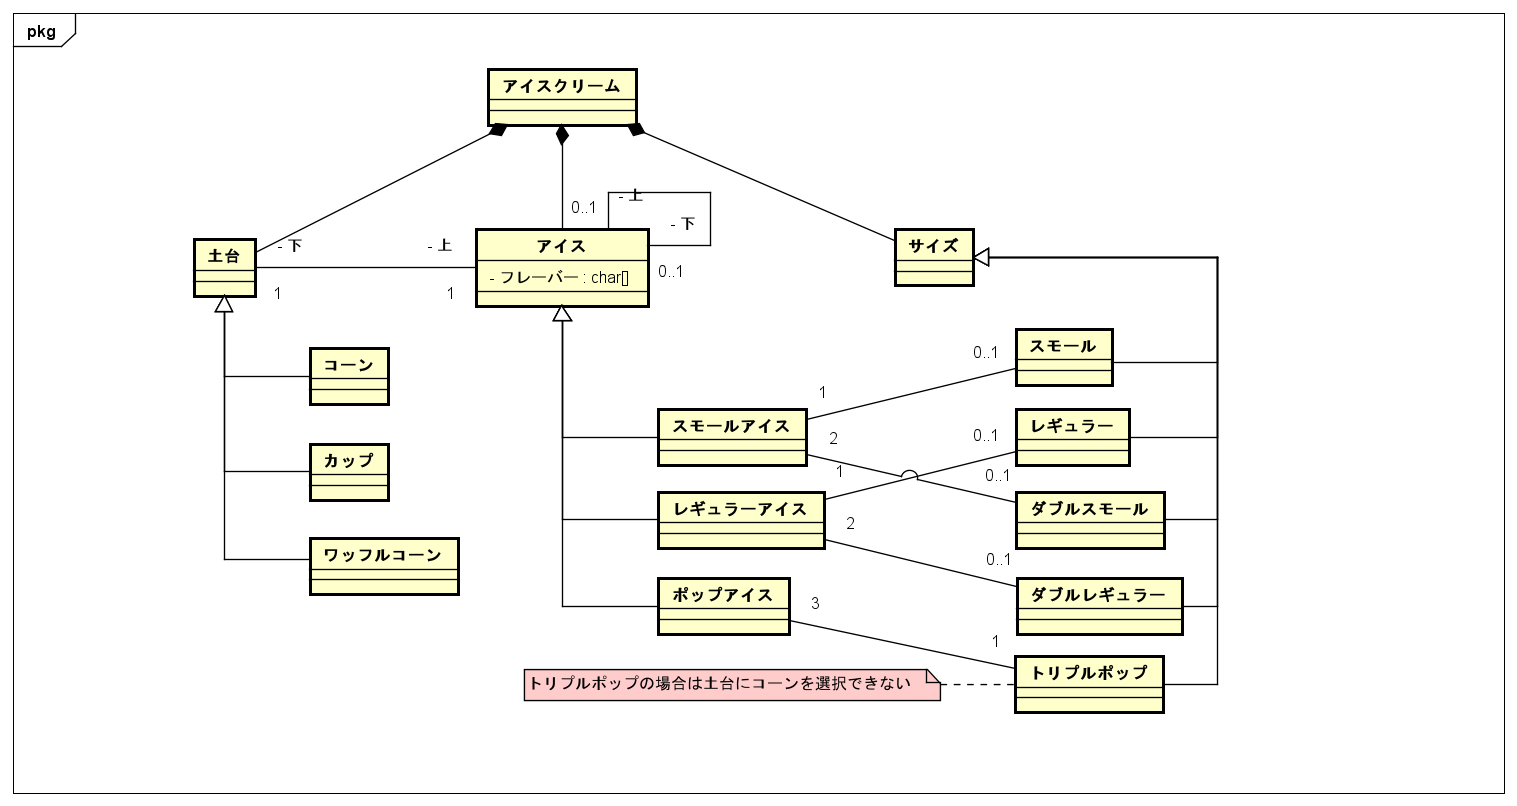 pkg
アイスクリーム
- 上
0..1
- 下
土台
- 下
- 上
アイス
サイズ
- フレーバー : char[]
0..1
1
1
スモール
0..1
コーン
1
スモールアイス
レギュラー
2
0..1
カップ
1
0..1
レギュラーアイス
ダブルスモール
2
ワッフルコーン
0..1
ポップアイス
ダブルレギュラー
3
1
トリプルポップ
トリプルポップの場合は土台にコーンを選択できない